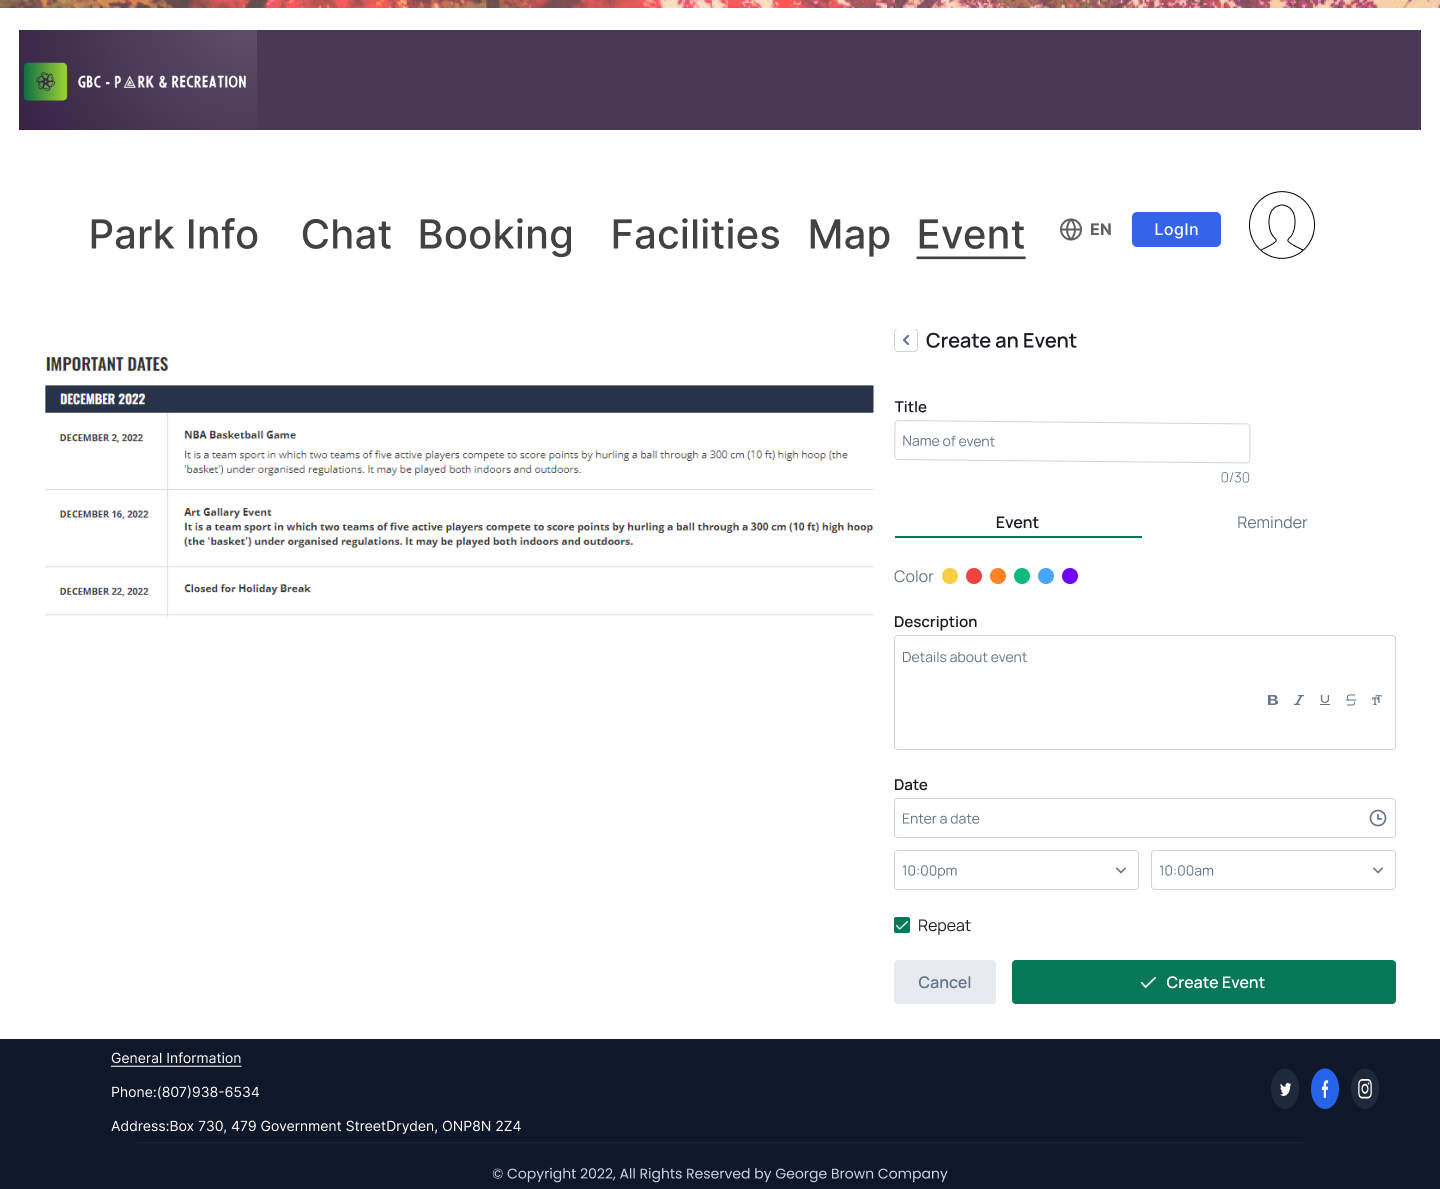 GBC - PARK & RECREATION
Park Info Chat Booking Facilities Map Event EN LogIn
IMPORTANT DATES
DECEMBER 2022
DECEMBER 2, 2022 NBA Basketball Game
It is a team sport in which two teams of five active players compete to score points by hurling a ball through a 300 cm (10 ft) high hoop (the
'basket') under organised regulations. It may be played both indoors and outdoors.
DECEMBER 16, 2022 Art Gallary Event
It is a team sport in which two teams of five active players compete to score points by hurling a ball through a 300 cm (10 ft) high hoop
(the 'basket') under organised regulations. It may be played both indoors and outdoors.
DECEMBER 22, 2022 Closed for Holiday Break
Create an Event
Title
Name of event
0/30
Event Reminder
Color
Description
Details about event
B I U S TT
Date
Enter a date
10:00pm 10:00am
Repeat
Cancel Create Event
General Information
Phone:(807)938-6534
Address:Box 730, 479 Government StreetDryden, ONP8N 2Z4
© Copyright 2022, All Rights Reserved by George Brown Company